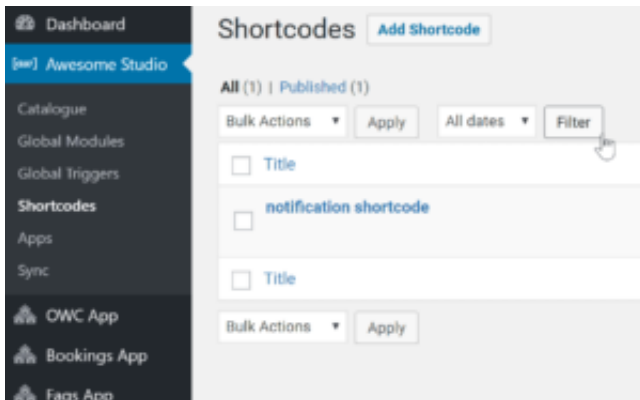 Dashboard
Awesome Studio
Catalogue
Global Modules
Global Triggers
Shortcodes
Apps
Sync
OWC App
Bookings App
Faqs App
Shortcodes Add Shortcode
All (1) | Published (1)
Bulk Actions Apply All dates Filter
Title
notification shortcode
Title
Bulk Actions Apply